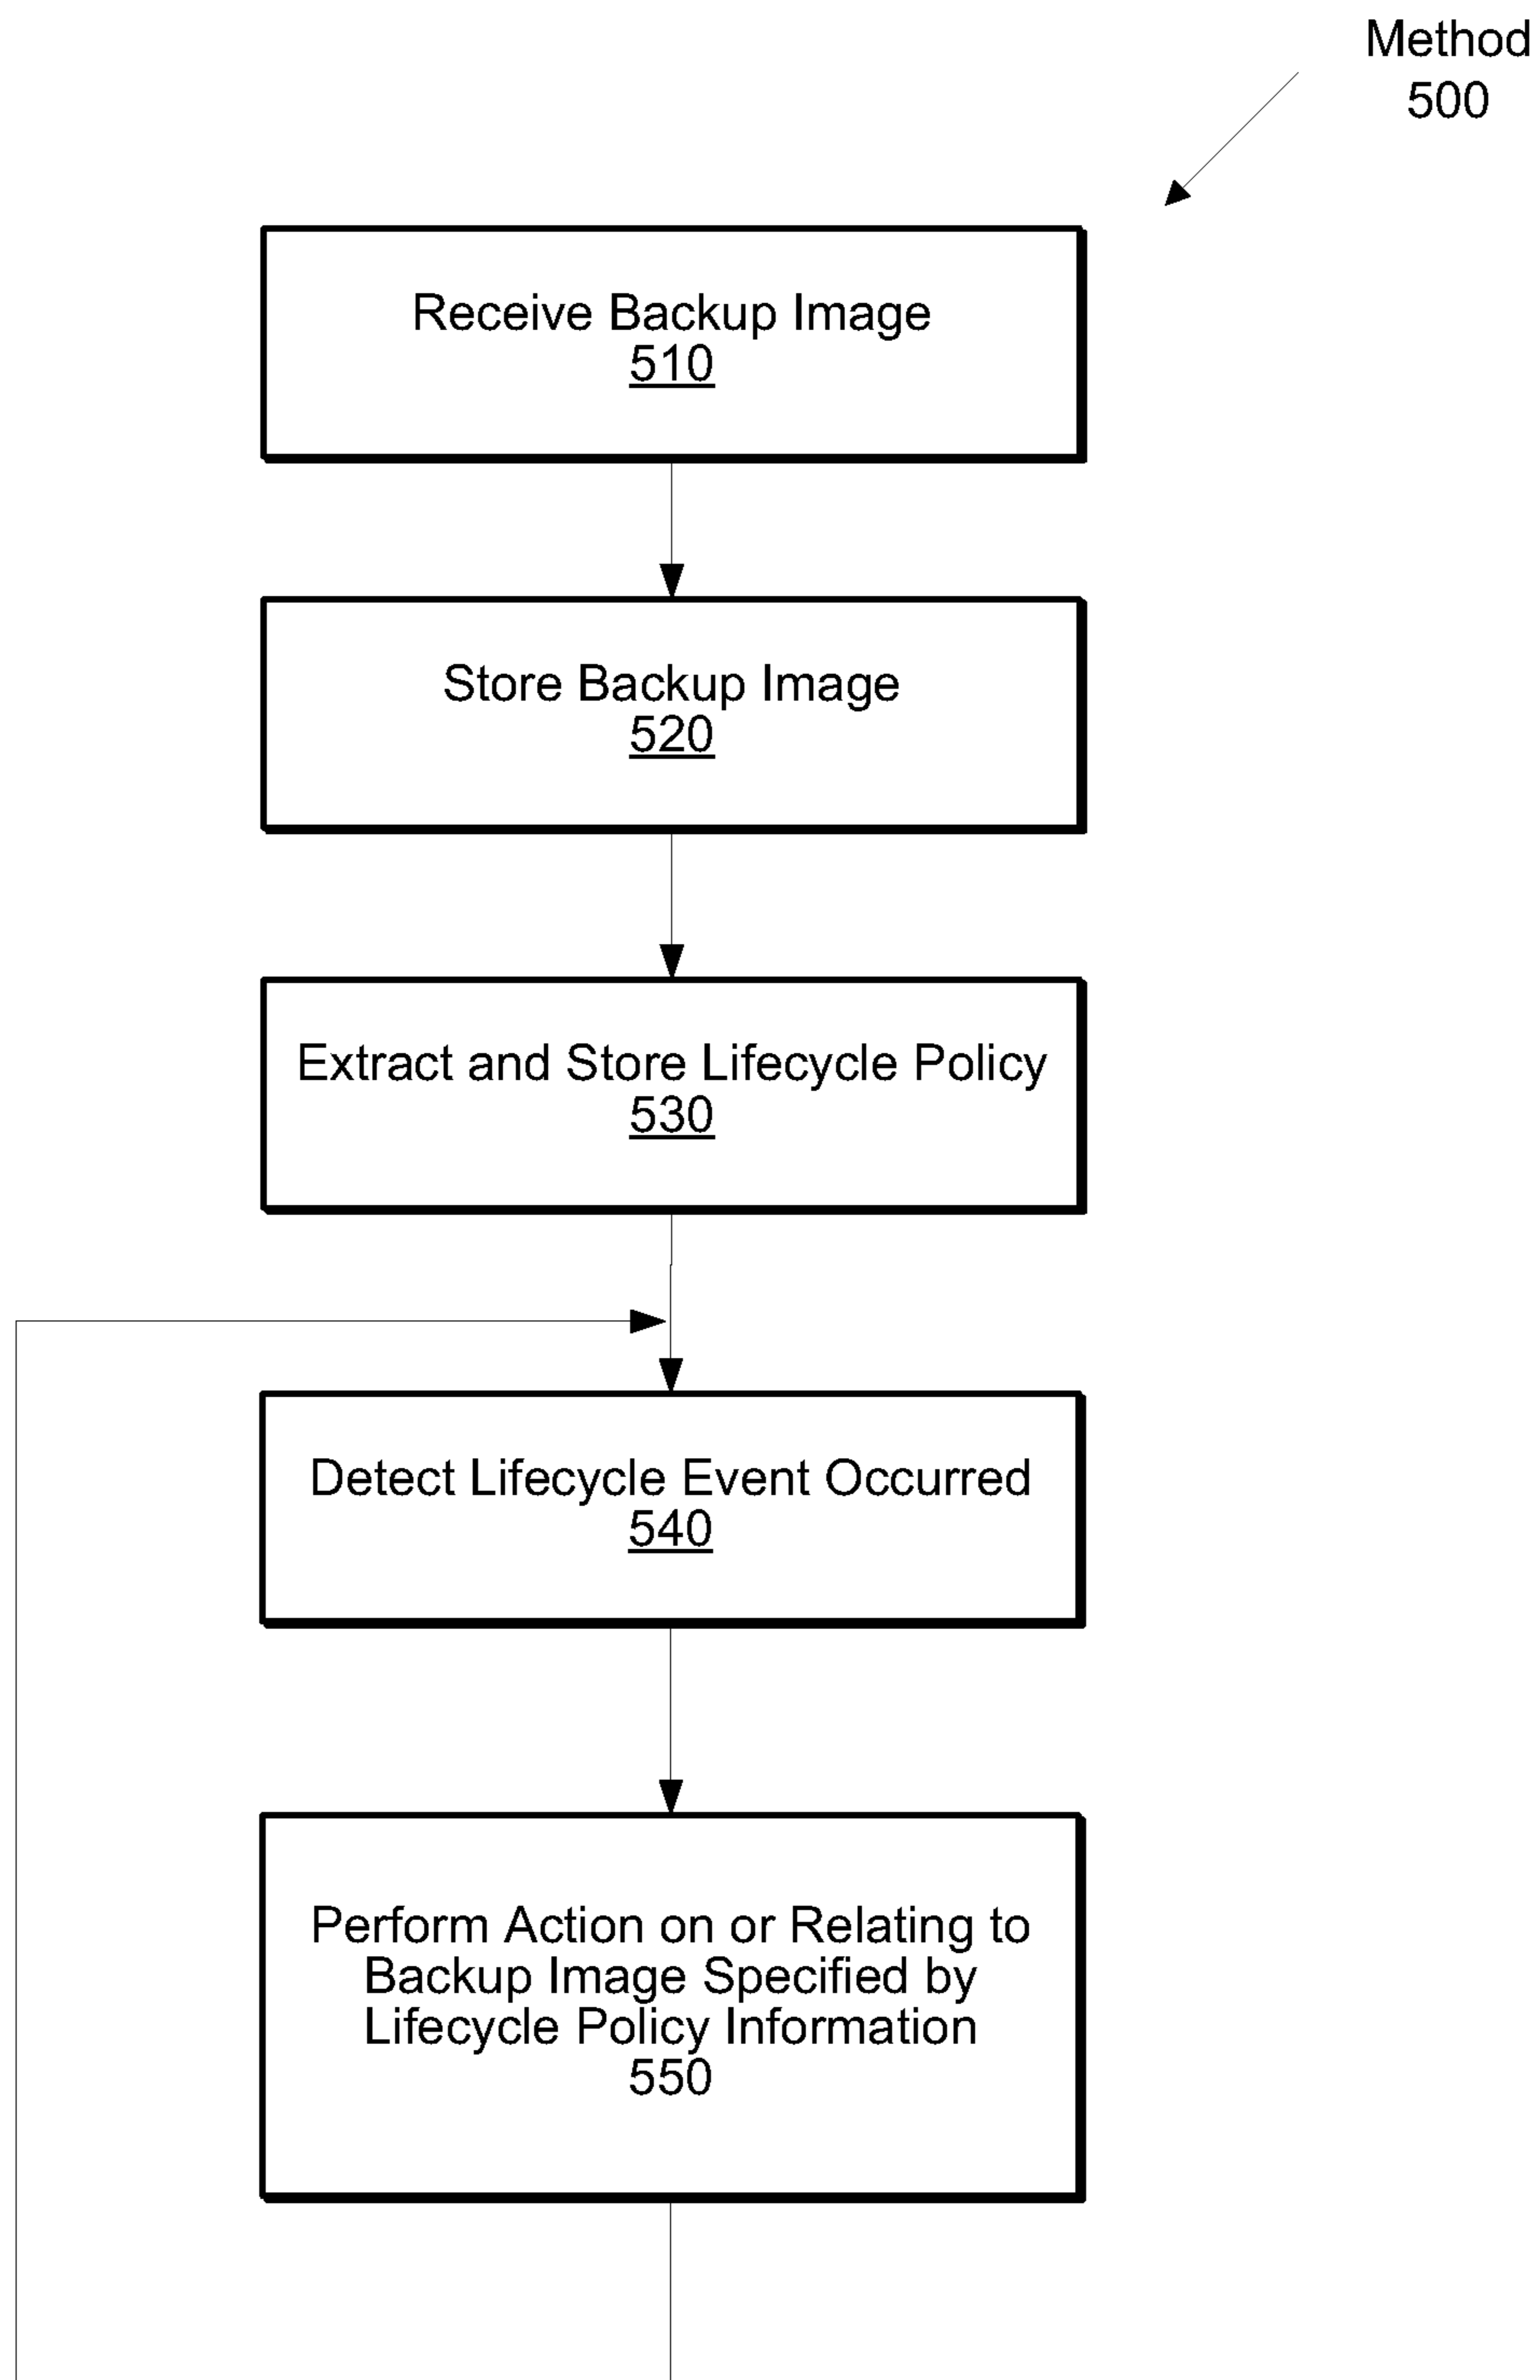 Method
500
Receive Backup Image
510
Store Backup Image
520
Extract and Store Lifecycle Policy
530
Detect Lifecycle Event Occurred
540
Perform Action on or Relating to
Backup Image Specified by
Lifecycle Policy Information
550